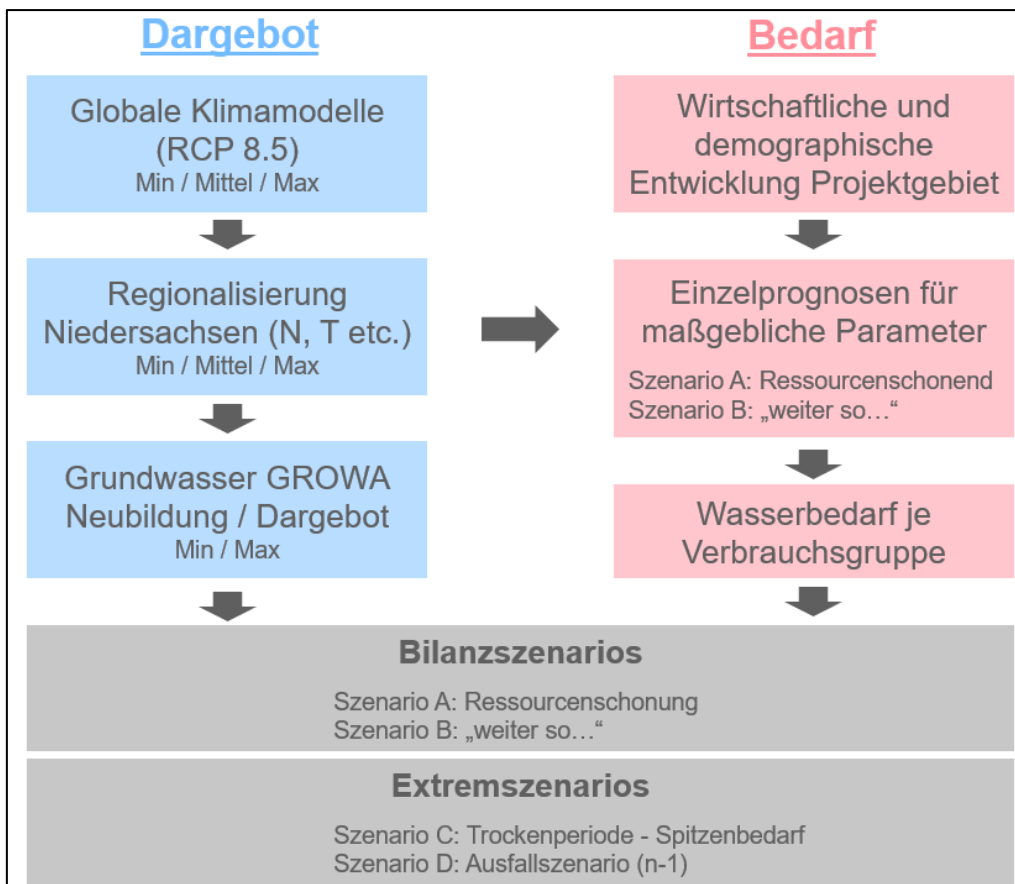 Dargebot
Globale Klimamodelle
(RCP 8.5)
Min / Mittel / Max
Regionalisierung
Niedersachsen (N, T etc.)
Min / Mittel / Max
Grundwasser GROWA
Neubildung / Dargebot
Min / Max
Bedarf
Wirtschaftliche und
demographische
Entwicklung Projektgebiet
Einzelprognosen für
maßgebliche Parameter
Szenario A: Ressourcenschonend
Szenario B: „weiter so…“
Wasserbedarf je
Verbrauchsgruppe
Bilanzszenarios
Szenario A: Ressourcenschonung
Szenario B: „weiter so…“
Extremszenarios
Szenario C: Trockenperiode - Spitzenbedarf
Szenario D: Ausfallszenario (n-1)